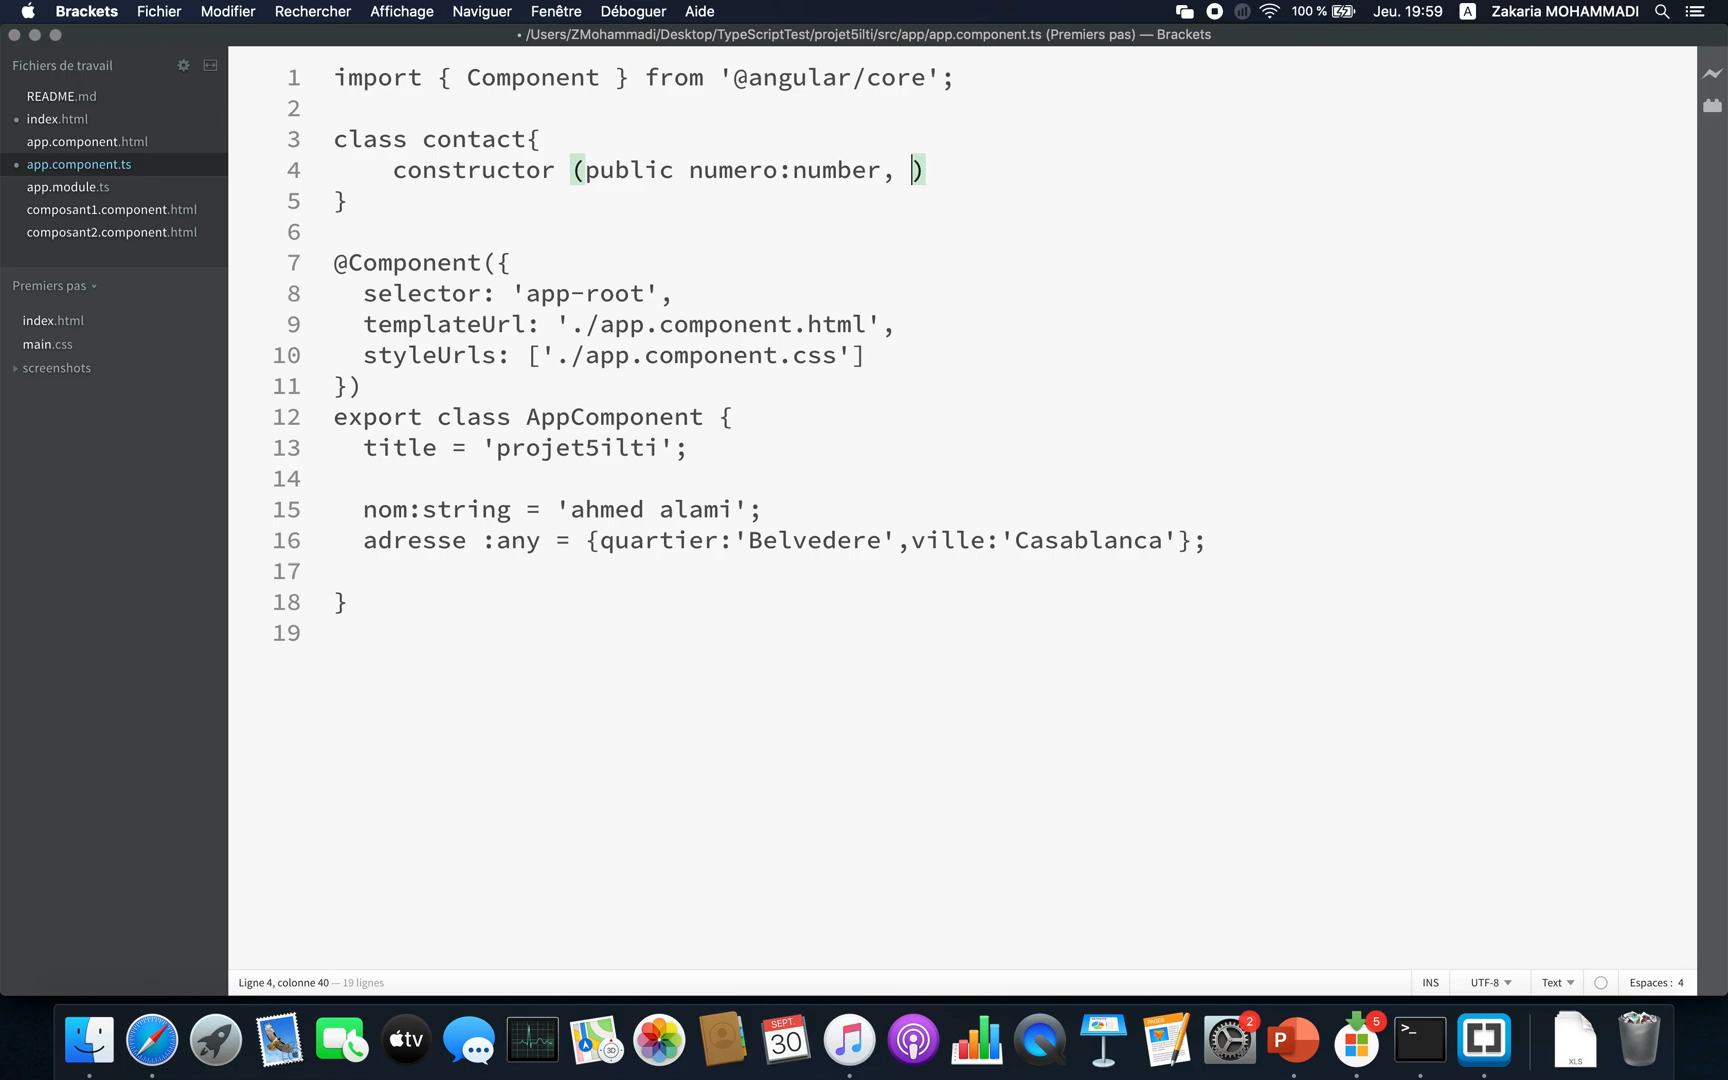 Brackets Fichier Modifier Rechercher Affichage Naviguer Fenêtre Déboguer Aide 100 % Jeu. 19:59 A Zakaria MOHAMMADI
• /Users/ZMohammadi/Desktop/TypeScriptTest/projet5ilti/src/app/app.component.ts (Premiers pas) — Brackets
Fichiers de travail
README.md
index.html
app.component.html
app.component.ts
app.module.ts
composant1.component.html
composant2.component.html
Premiers pas
index.html
main.css
screenshots
1 import { Component } from '@angular/core';
2
3 class contact{
4 constructor (public numero:number, )
5 }
6
7 @Component({
8 selector: 'app-root',
9 templateUrl: './app.component.html',
10 styleUrls: ['./app.component.css']
11 })
12 export class AppComponent {
13 title = 'projet5ilti';
14
15 nom:string = 'ahmed alami';
16 adresse :any = {quartier:'Belvedere',ville:'Casablanca'};
17
18 }
19
Ligne 4, colonne 40 — 19 lignes INS UTF-8 Text Espaces : 4
tv 3D SEPT. 30 2 P 5 >_ XLS